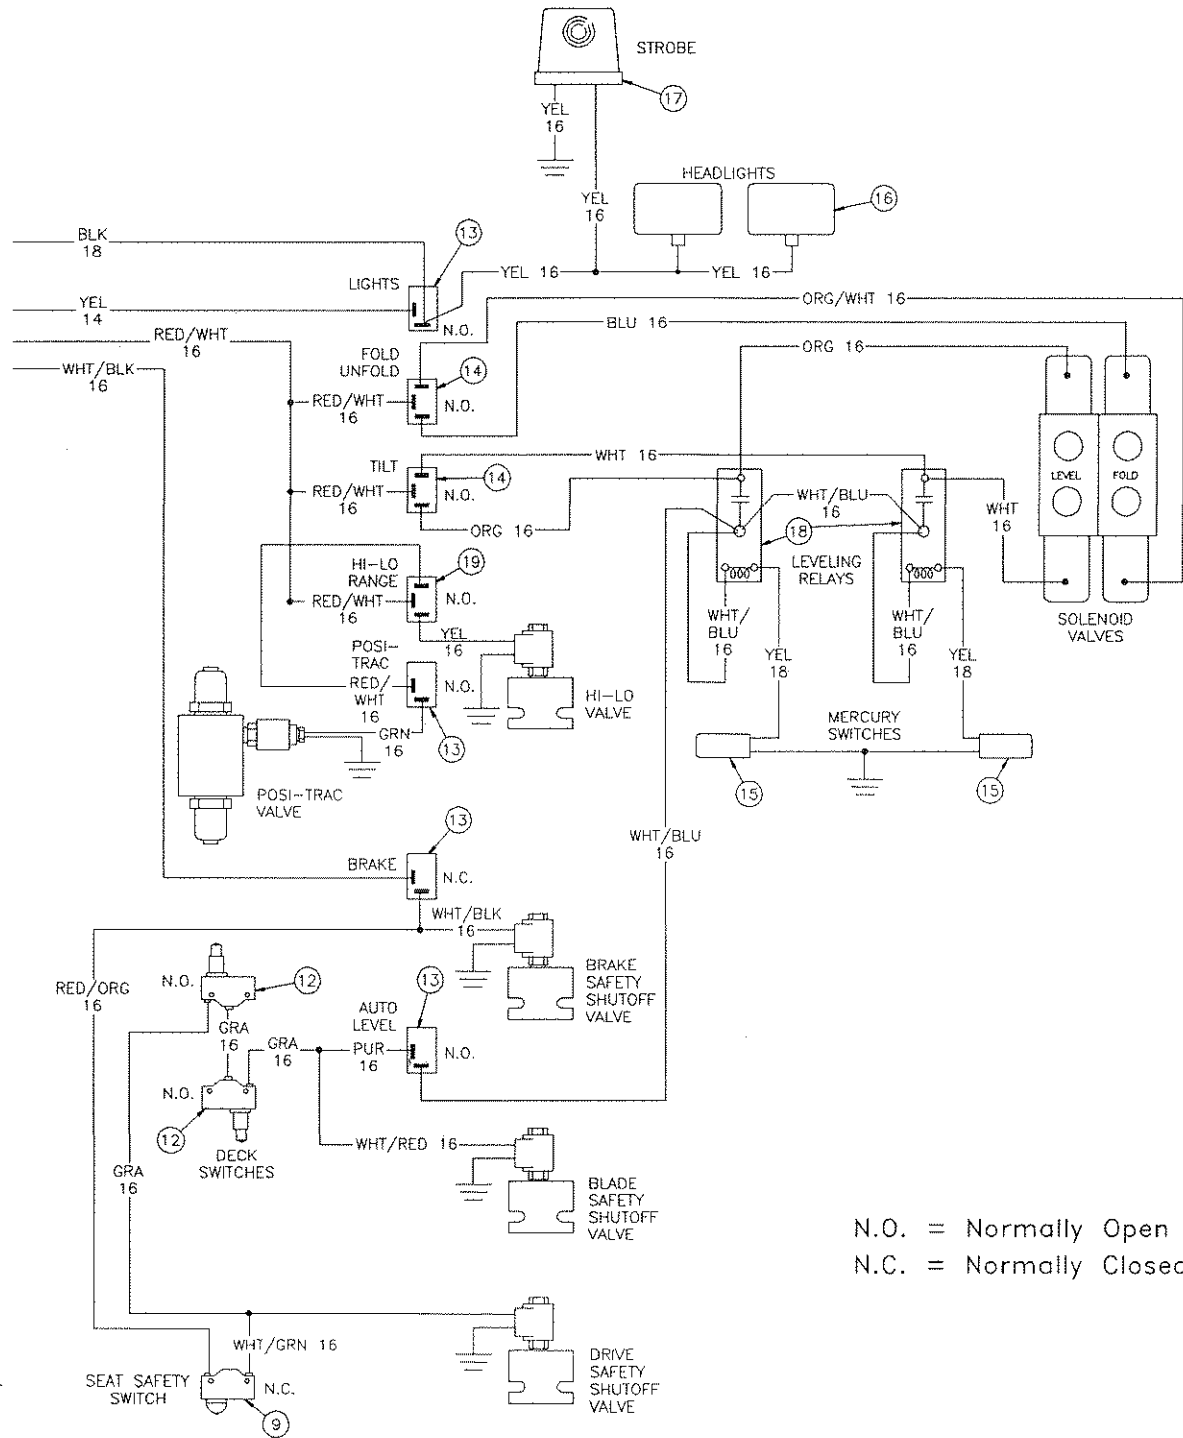 STROBE
17
YEL
16
HEADLIGHTS
16
YEL
16
BLK
18
13
YEL 16
YEL 16
LIGHTS
ORG/WHT 16
YEL
14
N.O.
BLU 16
RED/WHT
16
FOLD
UNFOLD
ORG 16
WHT/BLK
16
14
RED/WHT
16
N.O.
WHT 16
TILT
14
LEVEL
FOLD
RED/WHT
16
N.O.
WHT/BLU
16
WHT
16
ORG 16
18
LEVELING
RELAYS
HI-LO
RANGE
19
RED/WHT
16
N.O.
WHT/
BLU
16
WHT/
BLU
16
SOLENOID
VALVES
YEL
16
POSI-
TRAC
YEL
18
YEL
18
RED/
WHT
16
N.O.
HI-LO
VALVE
MERCURY
SWITCHES
GRN
16
13
15
15
POSI-TRAC
VALVE
13
WHT/BLU
16
BRAKE
N.C.
WHT/BLK
16
RED/ORG
16
N.O.
12
13
BRAKE
SAFETY
SHUTOFF
VALVE
AUTO
LEVEL
GRA
16
GRA
16
PUR
16
N.O.
N.O.
12
DECK
SWITCHES
WHT/RED 16
GRA
16
BLADE
SAFETY
SHUTOFF
VALVE
N.O. = Normally Open
N.C. = Normally Closed
WHT/GRN 16
DRIVE
SAFETY
SHUTOFF
VALVE
SEAT SAFETY
SWITCH
N.C.
9